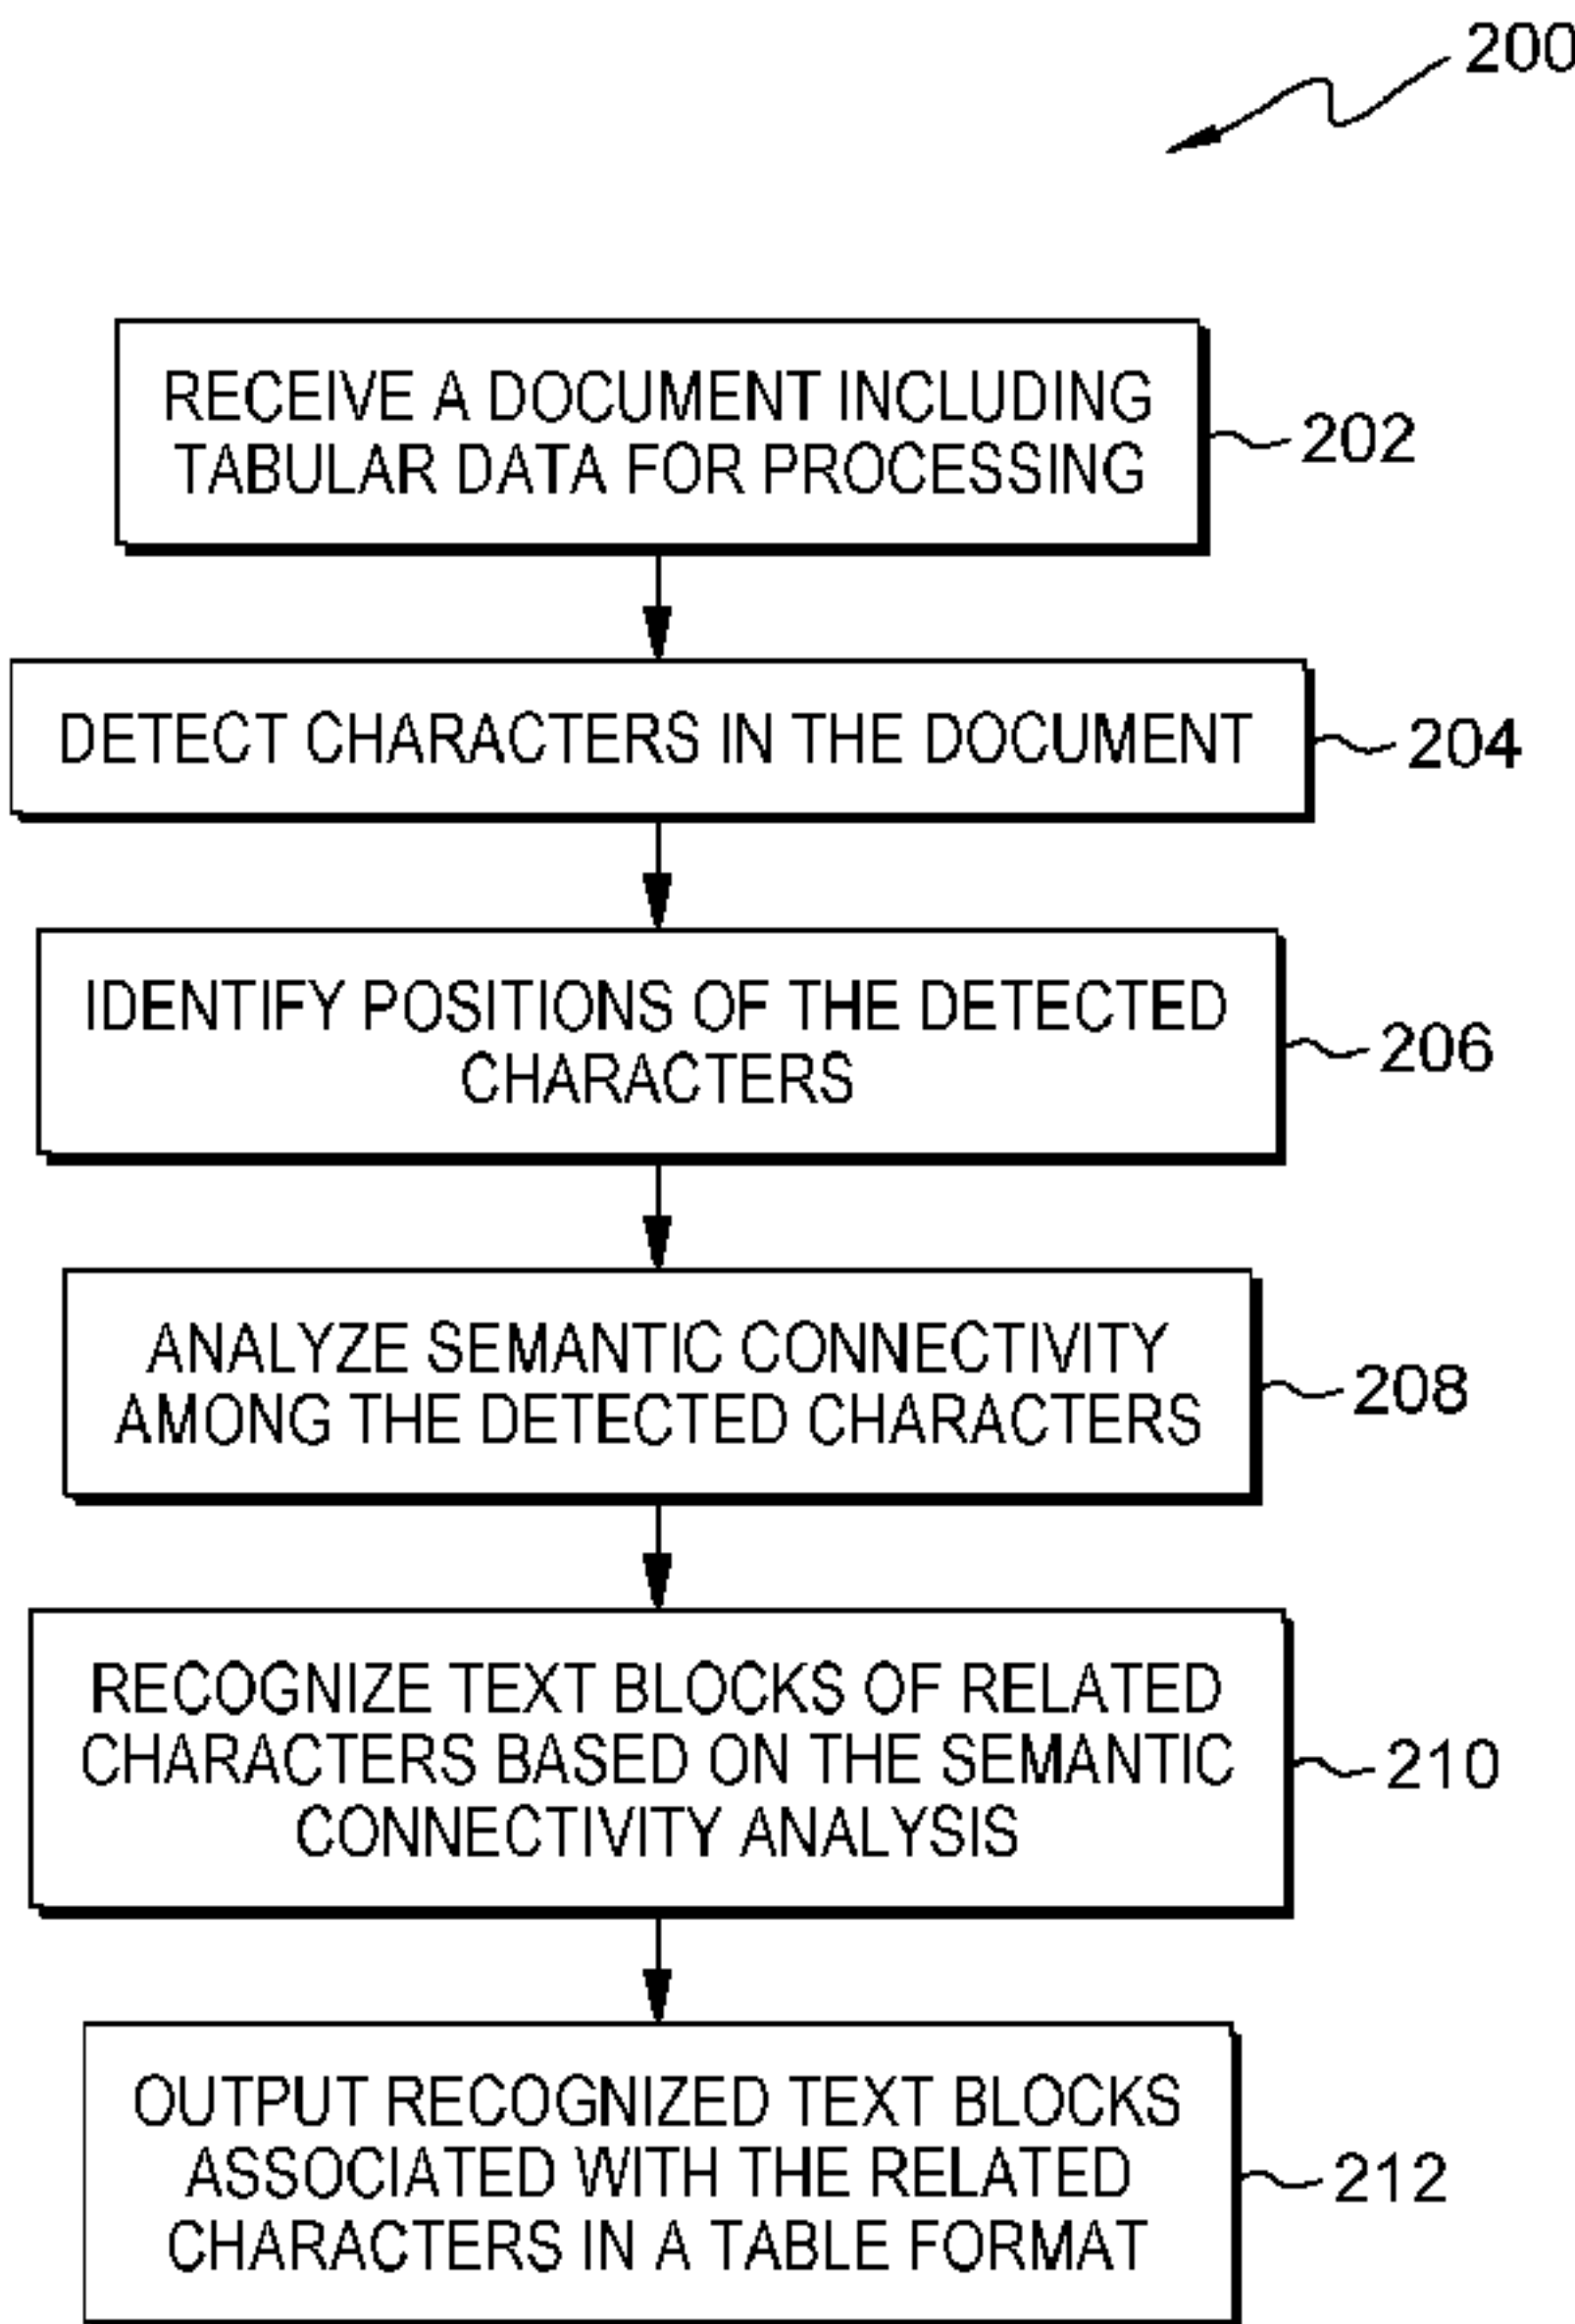 200
RECEIVE A DOCUMENT INCLUDING
TABULAR DATA FOR PROCESSING
202
DETECT CHARACTERS IN THE DOCUMENT
204
IDENTIFY POSITIONS OF THE DETECTED
CHARACTERS
206
ANALYZE SEMANTIC CONNECTIVITY
AMONG THE DETECTED CHARACTERS
208
RECOGNIZE TEXT BLOCKS OF RELATED
CHARACTERS BASED ON THE SEMANTIC
CONNECTIVITY ANALYSIS
210
OUTPUT RECOGNIZED TEXT BLOCKS
ASSOCIATED WITH THE RELATED
CHARACTERS IN A TABLE FORMAT
212